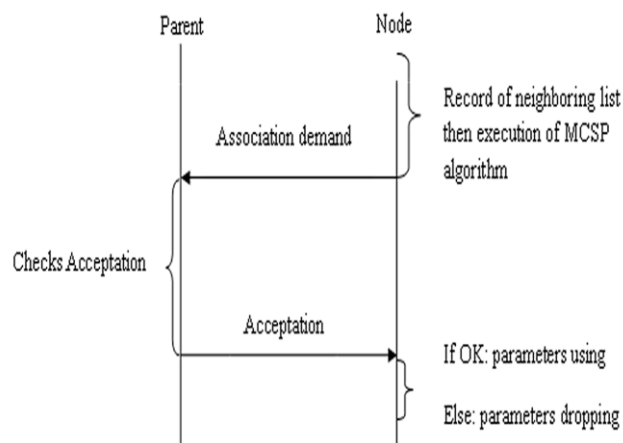 Parent
Node
Record of neighboring list
then execution of MCSP
algorithm
Association demand
Checks Acceptation
Acceptation
If OK: parameters using
Else: parameters dropping